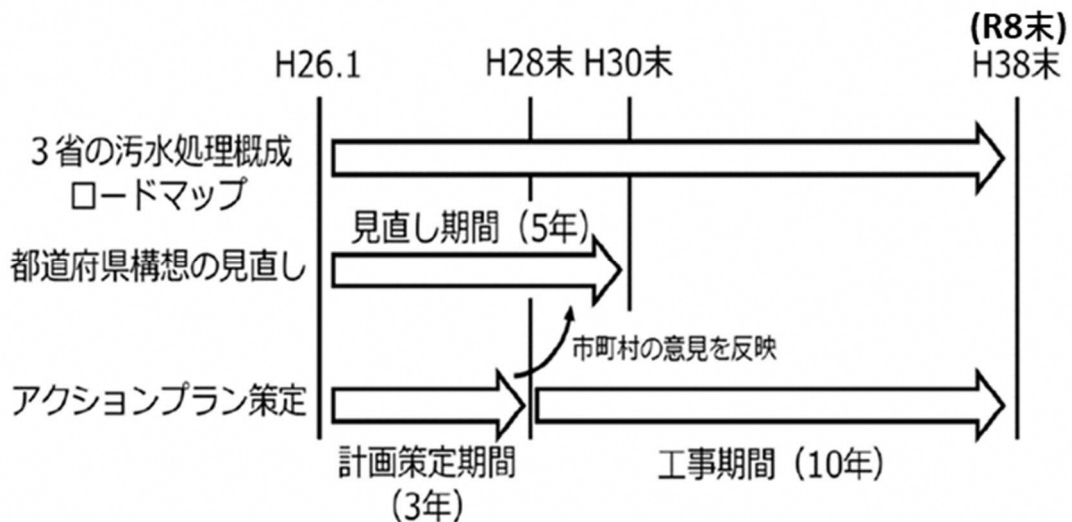 (R8末)
H26.1 H28末 H30末 H38末
3省の汚水処理概成
ロードマップ
見直し期間（5年）
都道府県構想の見直し
市町村の意見を反映
アクションプラン策定
計画策定期間
（3年）
工事期間（10年）